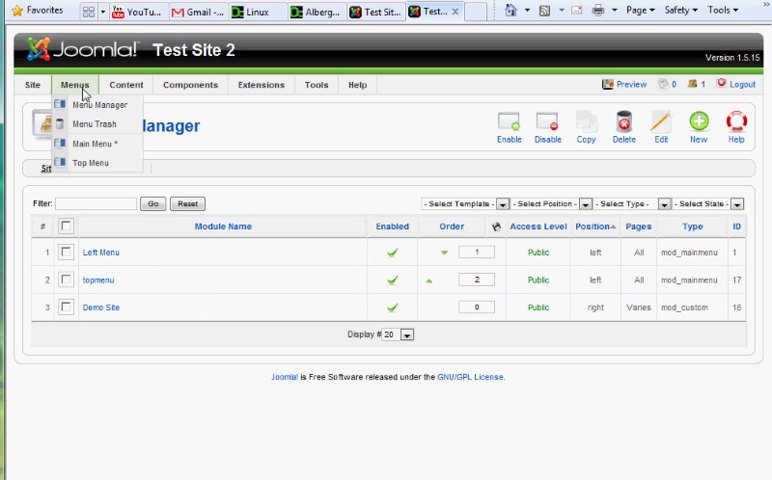 Favorites
YouTu...
Gmail -...
Linux
Alberg...
Test Sit...
Test...
Page
Safety
Tools
»
Joomla! Test Site 2
Version 1.5.15
Site
Menus
Content
Components
Extensions
Tools
Help
Preview
0
1
Logout
Menu Manager
Menu Trash
Main Menu *
Top Menu
anager
Enable
Disable
Copy
Delete
Edit
New
Help
Sit
Filter:
Go
Reset
- Select Template -
- Select Position -
- Select Type -
- Select State -
# Module Name Enabled Order Access Level Position Pages Type ID
1 Left Menu 1 Public left All mod_mainmenu 1
2 topmenu 2 Public left All mod_mainmenu 17
3 Demo Site 0 Public right Varies mod_custom 16
Display # 20
Joomla! is Free Software released under the GNU/GPL License.